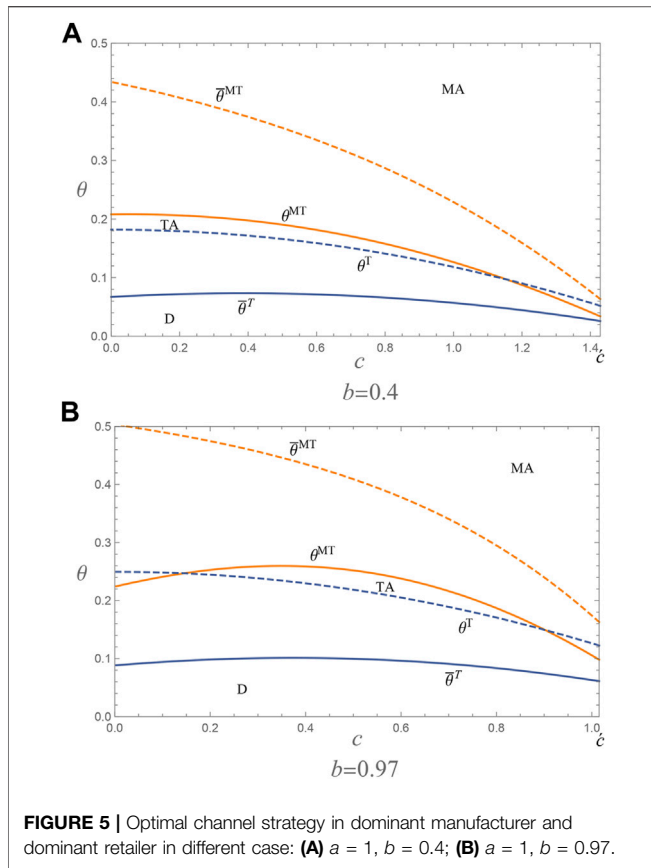 A
0.5
0.4
0.3
0.2
0.1
0.0
θ
θ̅ᴹᵀ
MA
θᴹᵀ
TA
θᵀ
θ̅ᵀ
D
0.0 0.2 0.4 0.6 0.8 1.0 1.2 1.4
c ć
b=0.4
B
0.5
0.4
0.3
0.2
0.1
0.0
θ
θ̅ᴹᵀ
MA
θᴹᵀ
TA
θᵀ
θ̅ᵀ
D
0.0 0.2 0.4 0.6 0.8 1.0
c ć
b=0.97
FIGURE 5 | Optimal channel strategy in dominant manufacturer and
dominant retailer in different case: (A) a = 1, b = 0.4; (B) a = 1, b = 0.97.